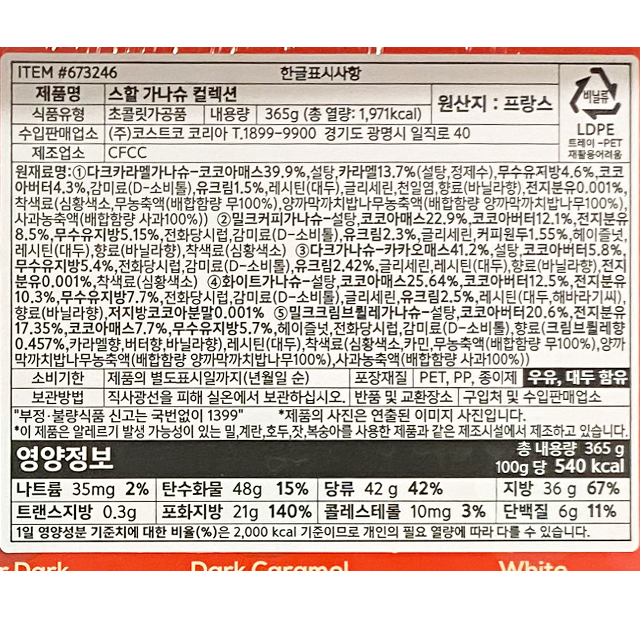 ITEM #673246 한글표시사항
제품명 스할 가나슈 컬렉션
식품유형 초콜릿가공품 내용량 365g (총 열량: 1,971kcal) 원산지 : 프랑스
수입판매업소 (주)코스트코 코리아 T.1899-9900 경기도 광명시 일직로 40
제조업소 CFCC
비닐류
LDPE
트레이 -PET
재활용어려움
원재료명:①다크카라멜가나슈-코코아매스39.9%,설탕,카라멜13.7%(설탕,정제수),무수유지방4.6%,코코
아버터4.3%,감미료(D-소비톨),유크림1.5%,레시틴(대두),글리세린,천일염,향료(바닐라향),전지분유0.001%,
착색료(심황색소,무농축액(배합함량 무100%),양까막까치밥나무농축액(배합함량 양까막까치밥나무100%),
사과농축액(배합함량 사과100%)) ②밀크커피가나슈-설탕,코코아매스22.9%,코코아버터12.1%,전지분유
8.5%,무수유지방5.15%,전화당시럽,감미료(D-소비톨),유크림2.3%,글리세린,커피원두1.55%,헤이즐넛,
레시틴(대두),향료(바닐라향),착색료(심황색소) ③다크가나슈-카카오매스41.2%,설탕,코코아버터5.8%,
무수유지방5.4%,전화당시럽,감미료(D-소비톨),유크림2.42%,글리세린,레시틴(대두),향료(바닐라향),전지
분유0.001%,착색료(심황색소) ④화이트가나슈-설탕,코코아매스25.64%,코코아버터12.5%,전지분유
10.3%,무수유지방7.7%,전화당시럽,감미료(D-소비톨),글리세린,유크림2.5%,레시틴(대두,해바라기씨),
향료(바닐라향),저지방코코아분말0.001% ⑤밀크크림브륄레가나슈-설탕,코코아버터20.6%,전지분유
17.35%,코코아매스7.7%,무수유지방5.7%,헤이즐넛,전화당시럽,감미료(D-소비톨),향료(크림브륄레향
0.457%,카라멜향,버터향,바닐라향),레시틴(대두),착색료(심황색소,카민,무농축액(배합함량 무100%),양까
막까치밥나무농축액(배합함량 양까막까치밥나무100%),사과농축액(배합함량 사과100%))
소비기한 제품의 별도표시일까지(년월일 순) 포장재질 PET, PP, 종이제 우유, 대두 함유
보관방법 직사광선을 피해 실온에서 보관하십시오. 반품 및 교환장소 구입처 및 수입판매업소
"부정·불량식품 신고는 국번없이 1399" *제품의 사진은 연출된 이미지 사진입니다.
*이 제품은 알레르기 발생 가능성이 있는 밀,계란,호두,잣,복숭아를 사용한 제품과 같은 제조시설에서 제조하고 있습니다.
영양정보 총 내용량 365 g
100g 당 540 kcal
나트륨 35mg 2% 탄수화물 48g 15% 당류 42 g 42% 지방 36 g 67%
트랜스지방 0.3g 포화지방 21g 140% 콜레스테롤 10mg 3% 단백질 6g 11%
1일 영양성분 기준치에 대한 비율(%)은 2,000 kcal 기준이므로 개인의 필요 열량에 따라 다를 수 있습니다.
Dark Dark Caramel White